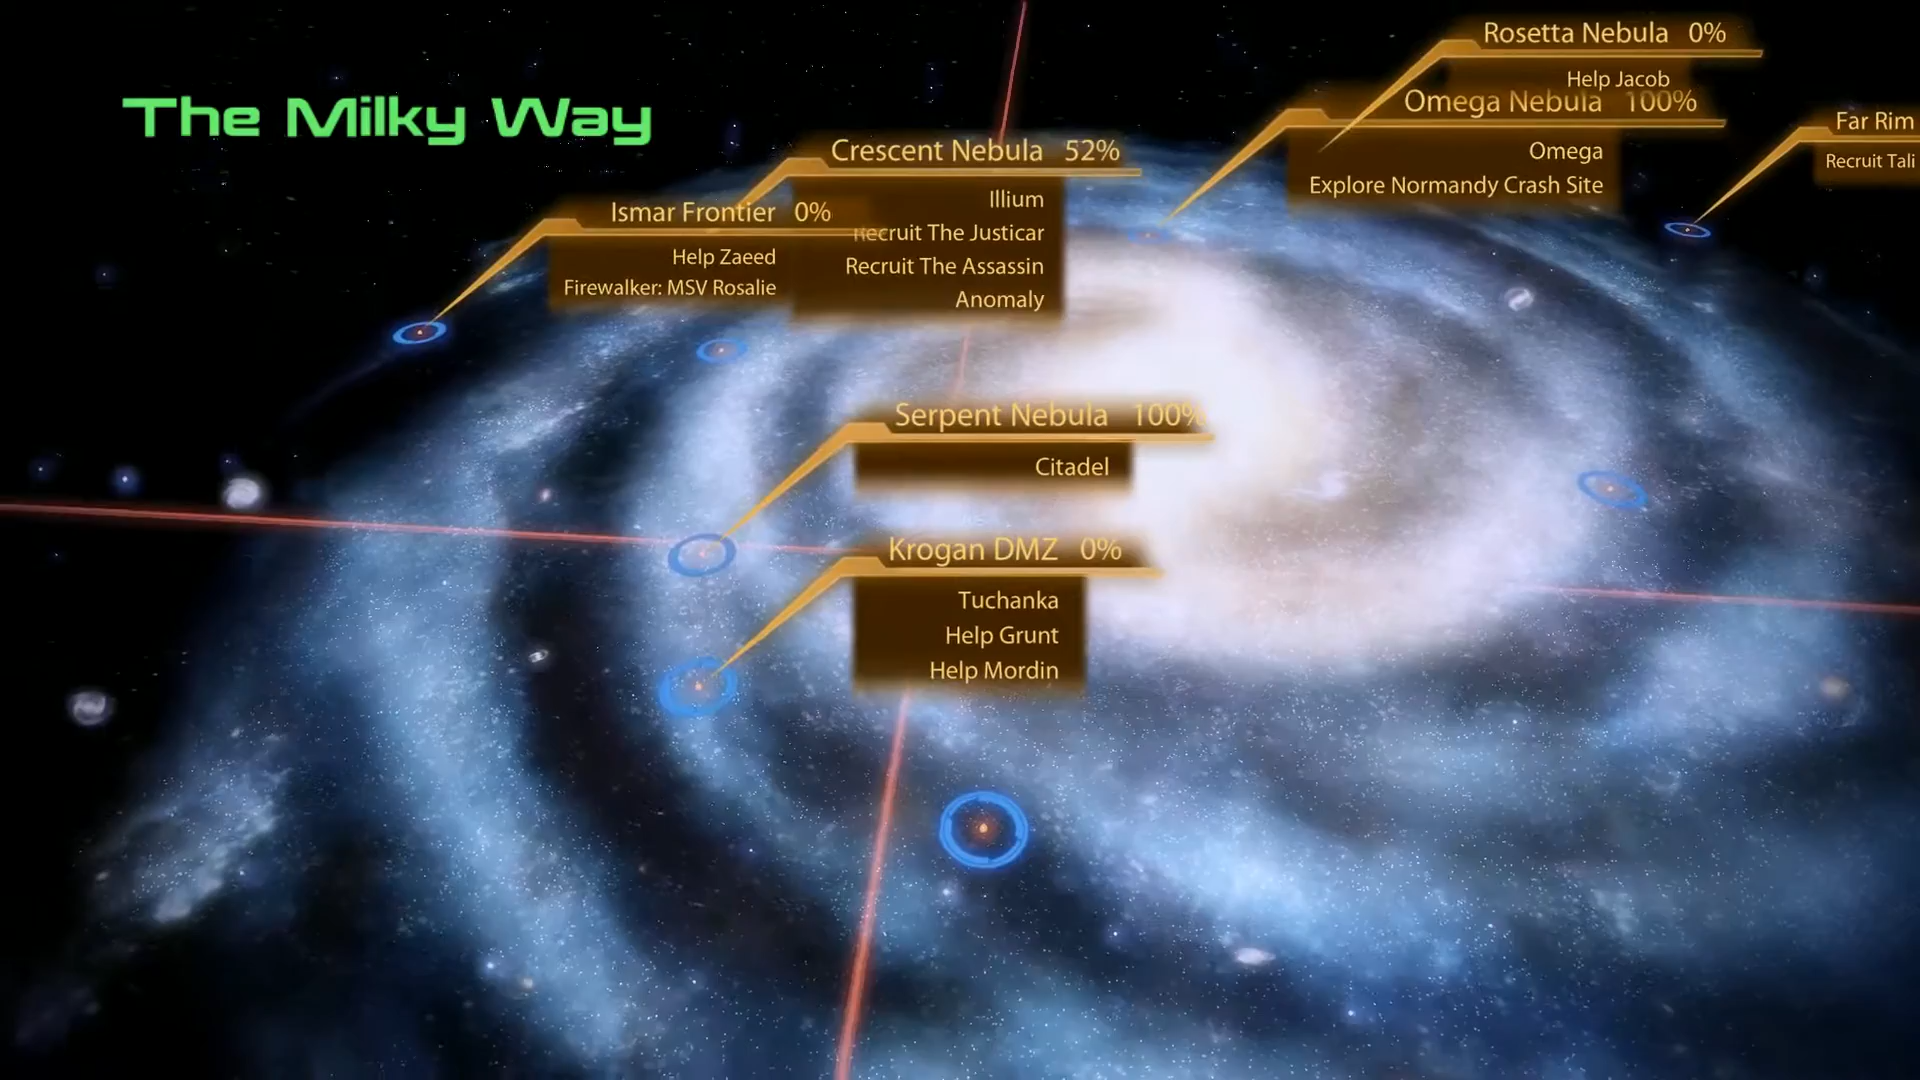 The Milky Way
Rosetta Nebula 0%
Help Jacob
Omega Nebula 100%
Omega
Explore Normandy Crash Site
Far Rim
Recruit Tali
Crescent Nebula 52%
Illium
Recruit The Justicar
Recruit The Assassin
Anomaly
Ismar Frontier 0%
Help Zaeed
Firewalker: MSV Rosalie
Serpent Nebula 100%
Citadel
Krogan DMZ 0%
Tuchanka
Help Grunt
Help Mordin